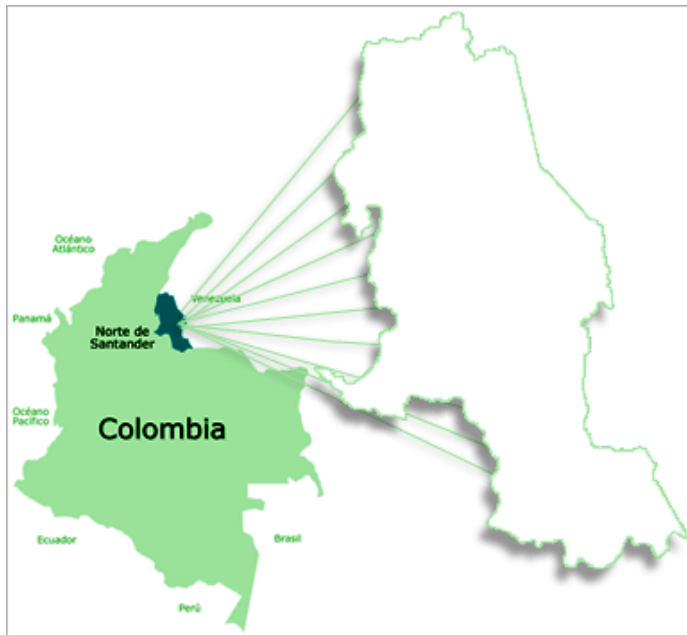 Océano
Atlántico
Venezuela
Panamá
Norte de
Santander
Océano
Pacífico
Colombia
Ecuador
Brasil
Perú